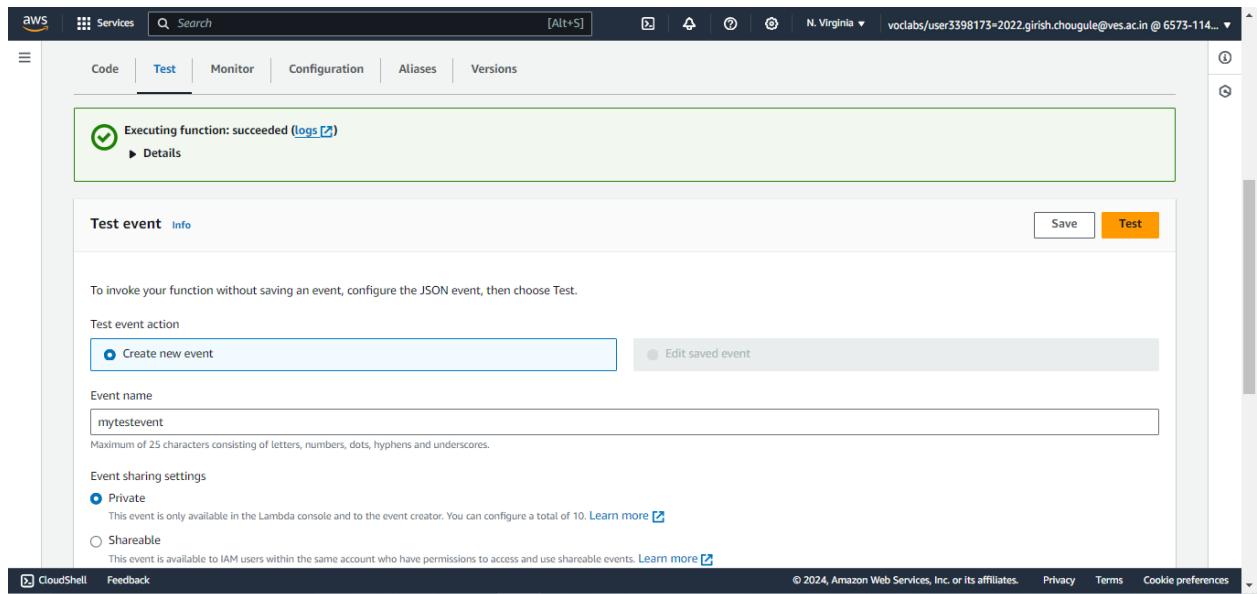 aws Services Search [Alt+S] N. Virginia voclabs/user3398173=2022.girish.chougule@ves.ac.in @ 6573-114...
Code Test Monitor Configuration Aliases Versions
Executing function: succeeded (logs)
Details
Test event Info Save Test
To invoke your function without saving an event, configure the JSON event, then choose Test.
Test event action
Create new event Edit saved event
Event name
mytestevent
Maximum of 25 characters consisting of letters, numbers, dots, hyphens and underscores.
Event sharing settings
Private
This event is only available in the Lambda console and to the event creator. You can configure a total of 10. Learn more
Shareable
This event is available to IAM users within the same account who have permissions to access and use shareable events. Learn more
CloudShell Feedback © 2024, Amazon Web Services, Inc. or its affiliates. Privacy Terms Cookie preferences